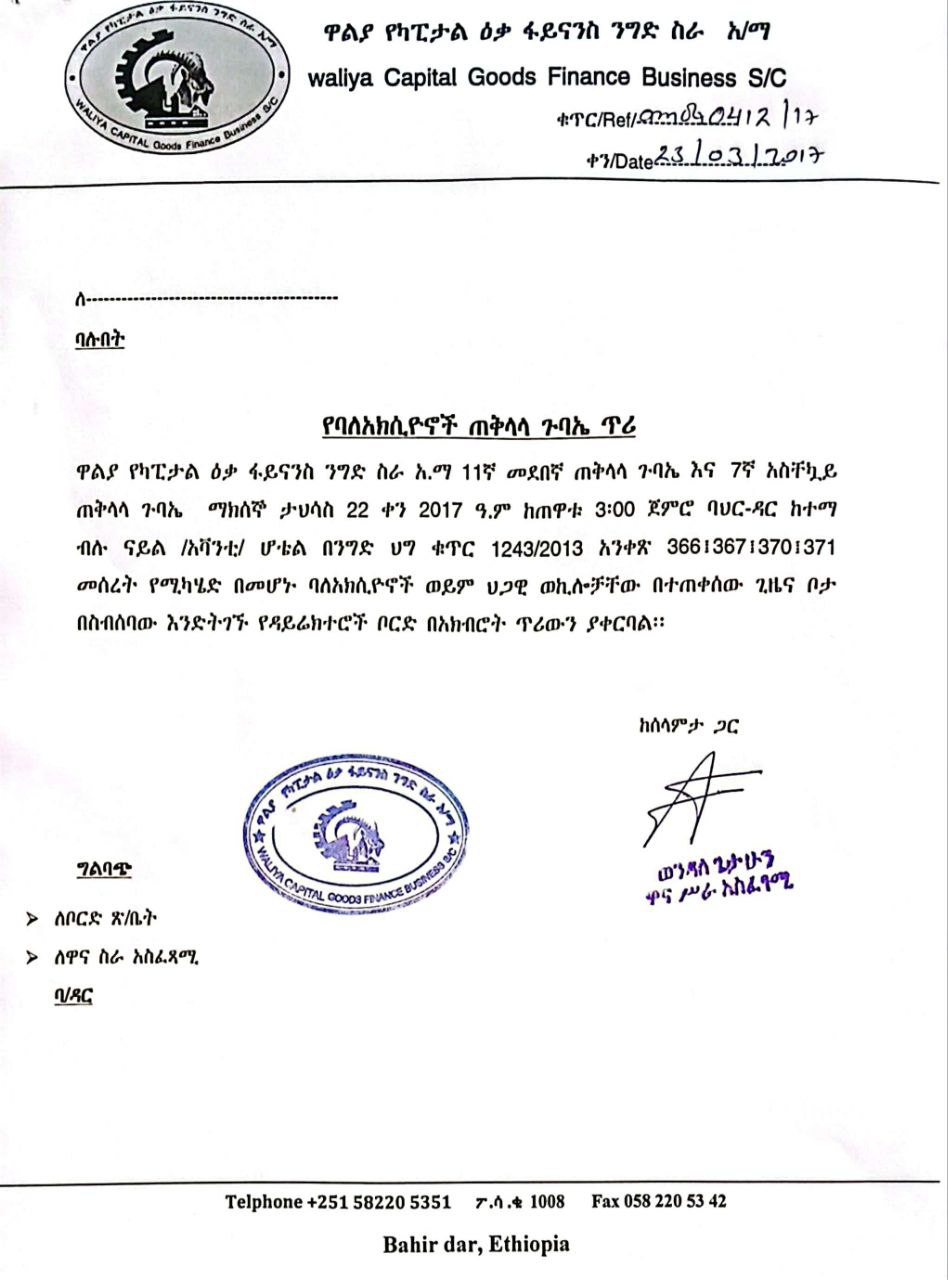 ዋልያ የካፒታል ዕቃ ፋይናንስ ንግድ ስራ አ/ማ
WALIYA CAPITAL Goods Finance Business S/C
ዋልያ የካፒታል ዕቃ ፋይናንስ ንግድ ስራ አ/ማ
waliya Capital Goods Finance Business S/C
ቁጥር/Ref/ 0412/17
ቀን/Date 23/03/2017
ለ------------------------------------------
ባሉበት
የባለአክሲዮኖች ጠቅላላ ጉባኤ ጥሪ
ዋልያ የካፒታል ዕቃ ፋይናንስ ንግድ ስራ አ.ማ 11ኛ መደበኛ ጠቅላላ ጉባኤ እና 7ኛ አስቸኳይ
ጠቅላላ ጉባኤ ማክሰኞ ታህሳስ 22 ቀን 2017 ዓ.ም ከጠዋቱ 3፡00 ጀምሮ ባህር-ዳር ከተማ
ብሉ ናይል /አቫንቲ/ ሆቴል በንግድ ህግ ቁጥር 1243/2013 አንቀጽ 366፤367፤370፤371
መሰረት የሚካሄድ በመሆኑ ባለአክሲዮኖች ወይም ህጋዊ ወኪሎቻቸው በተጠቀሰው ጊዜና ቦታ
በስብሰባው እንድትገኙ የዳይሬክተሮች ቦርድ በአክብሮት ጥሪውን ያቀርባል፡፡
ከሰላምታ ጋር
ዋልያ የካፒታል ዕቃ ፋይናንስ ንግድ ስራ አ/ማ
WALIYA CAPITAL GOODS FINANCE BUSINESS S/C
ወንዳለ ጌታሁን
ዋና ሥራ አስፈፃሚ
ግልባጭ
➢ ለቦርድ ጽ/ቤት
➢ ለዋና ስራ አስፈጻሚ
ባ/ዳር
Telphone +251 58220 5351 ፖ.ሳ.ቁ 1008 Fax 058 220 53 42
Bahir dar, Ethiopia